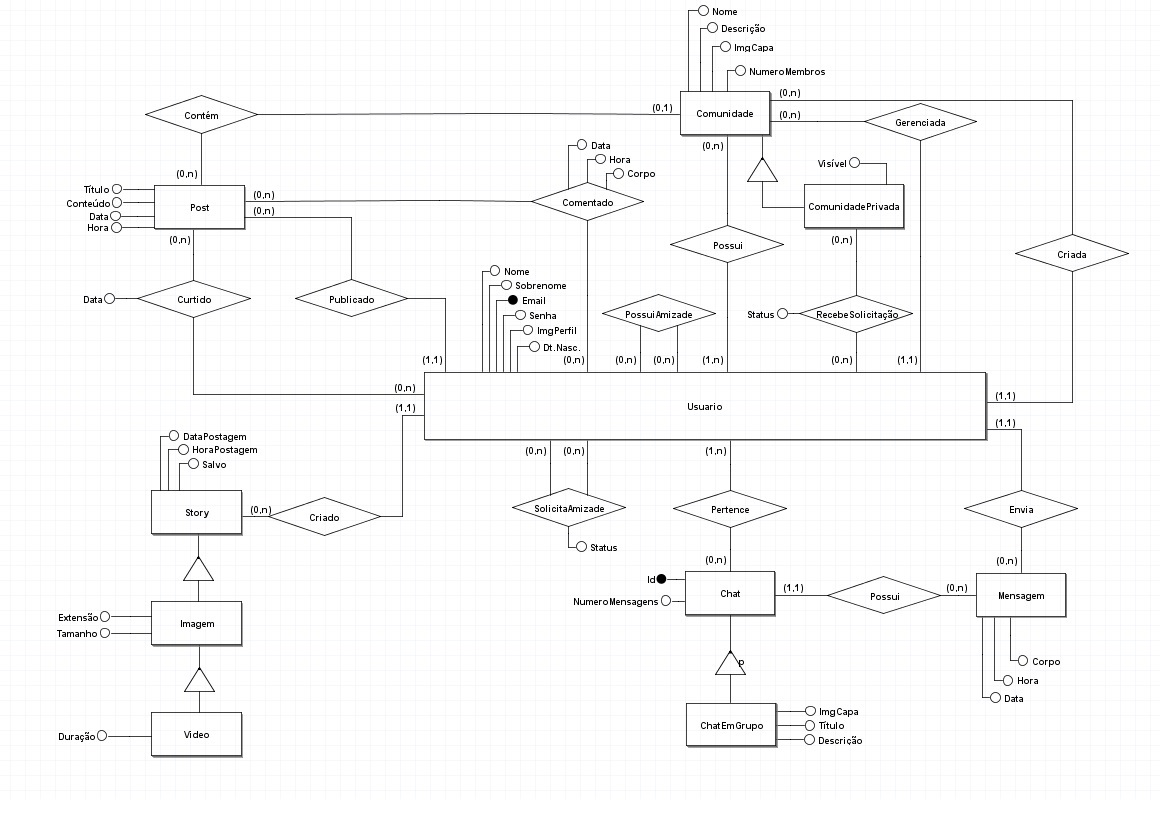 Nome
Descrição
ImgCapa
NumeroMembros
(0,n)
(0,1)
Comunidade
Contém
(0,n)
Gerenciada
(0,n)
Data
Hora
Corpo
Visível
(0,n)
Título
Conteúdo
Data
Hora
Post
(0,n)
(0,n)
Comentado
ComunidadePrivada
(0,n)
(0,n)
Possui
Criada
Nome
Sobrenome
Email
Senha
ImgPerfil
Dt.Nasc.
Data
Curtido
Publicado
PossuiAmizade
Status
RecebeSolicitação
(1,1)
(0,n)
(0,n)
(0,n)
(1,n)
(0,n)
(1,1)
(0,n)
(1,1)
Usuario
(1,1)
(1,1)
DataPostagem
HoraPostagem
Salvo
(0,n)
(0,n)
(1,n)
Story
(0,n)
Criado
SolicitaAmizade
Pertence
Envia
Status
(0,n)
(0,n)
Id
NumeroMensagens
Chat
(1,1)
Possui
(0,n)
Mensagem
Extensão
Tamanho
Imagem
p
Corpo
Hora
Data
Duração
Video
ChatEmGrupo
ImgCapa
Título
Descrição